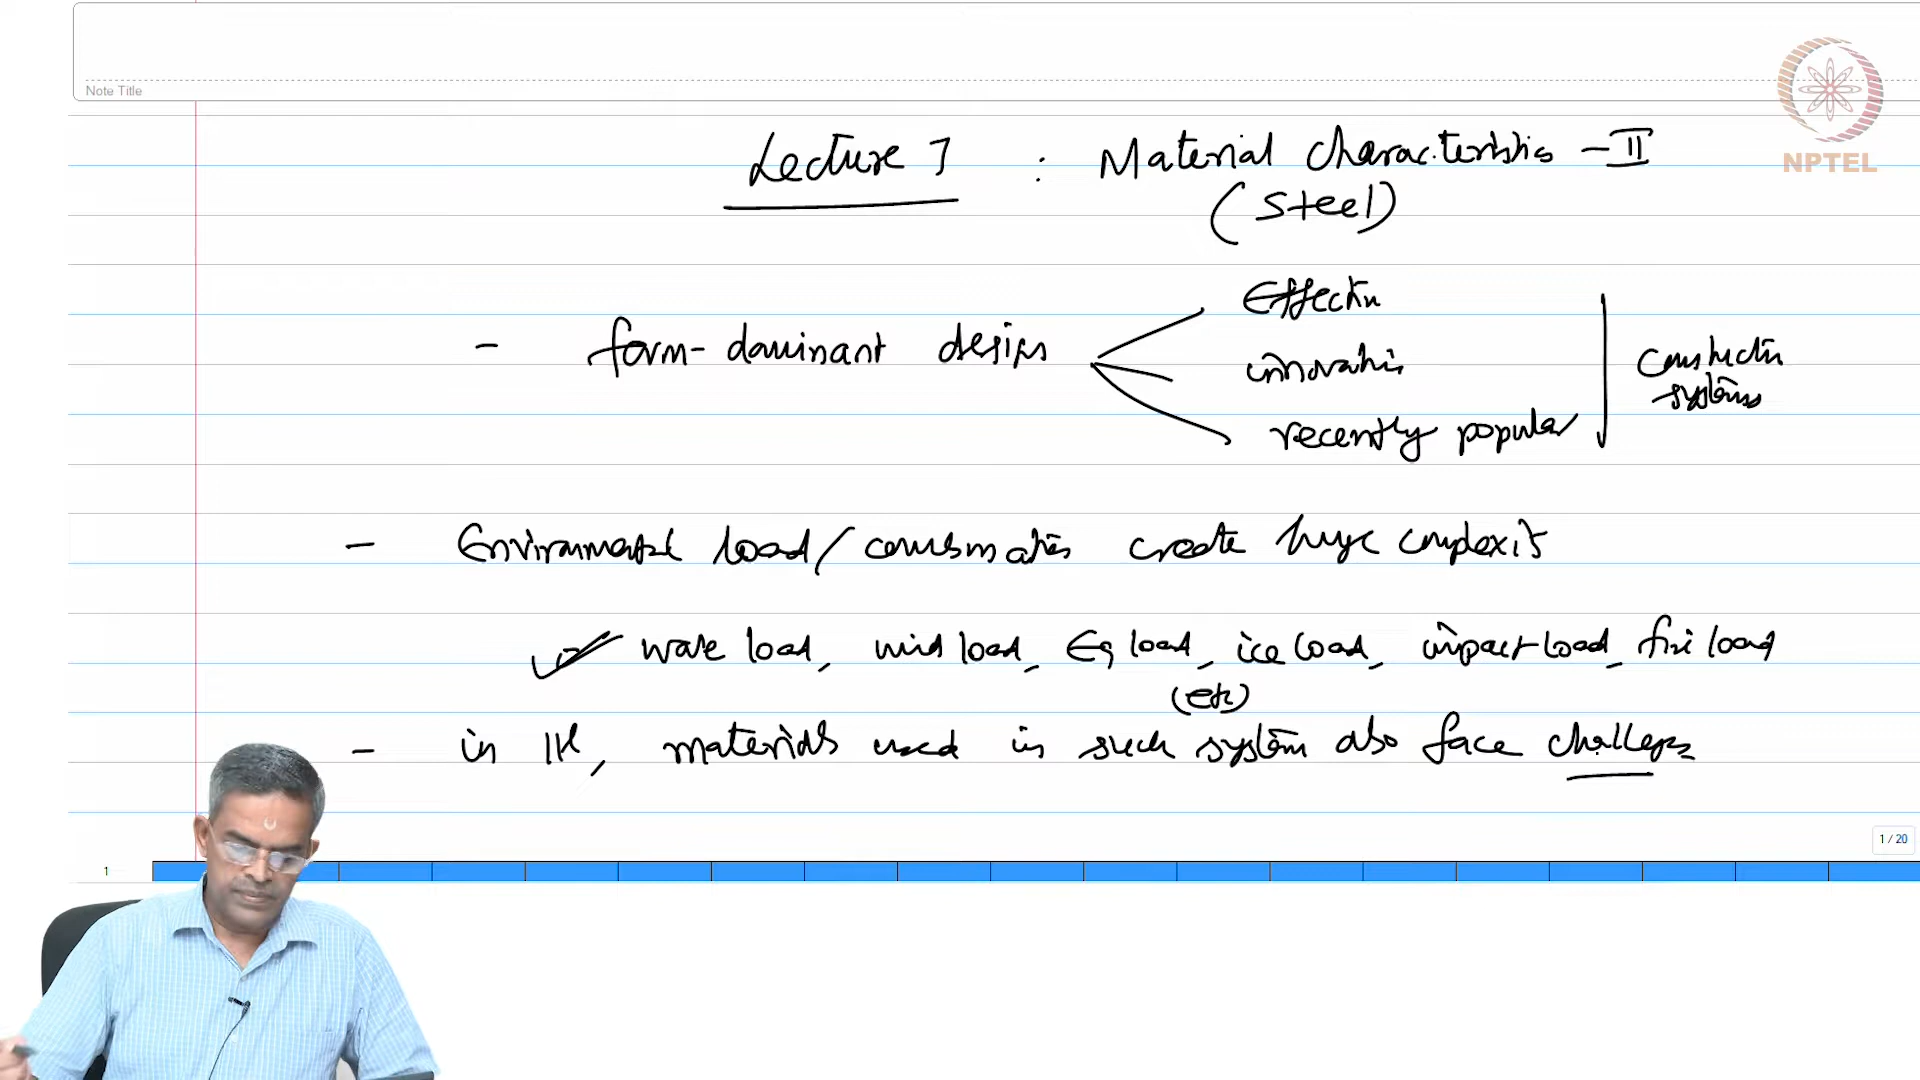 Note Title
NPTEL
Lecture 7 : Material characteristics - II
(Steel)
- form-dominant design
Effective
innovative
recently popular
Construction
systems
- Environmental load/combinations create huge complexity
wave load, wind load, Eq load, ice load, impact load, fire load
(etc)
- in ||el, materials used in such system also face challenges
1 / 20
1